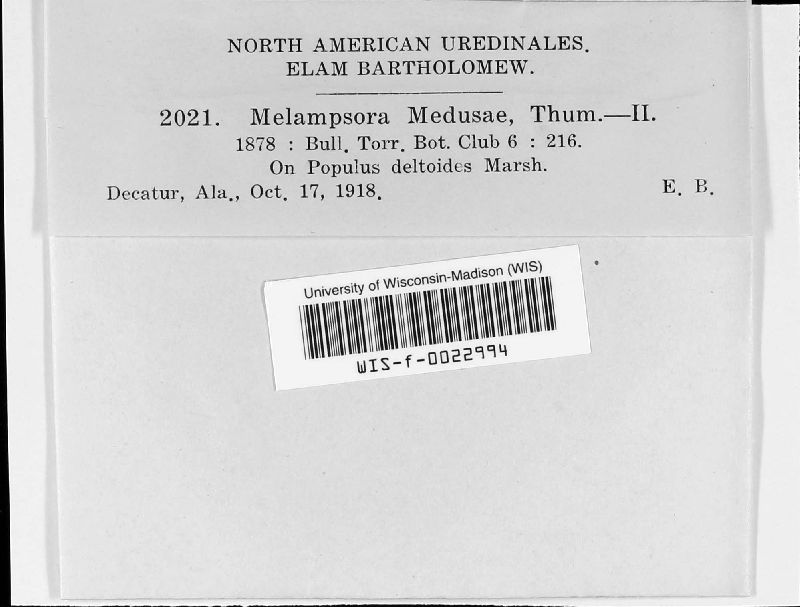 NORTH AMERICAN UREDINALES.
ELAM BARTHOLOMEW.
2021. Melampsora Medusae, Thum.—II.
1878 : Bull. Torr. Bot. Club 6 : 216.
On Populus deltoides Marsh.
Decatur, Ala., Oct. 17, 1918. E. B.
University of Wisconsin-Madison (WIS)
WIS-f-0022994